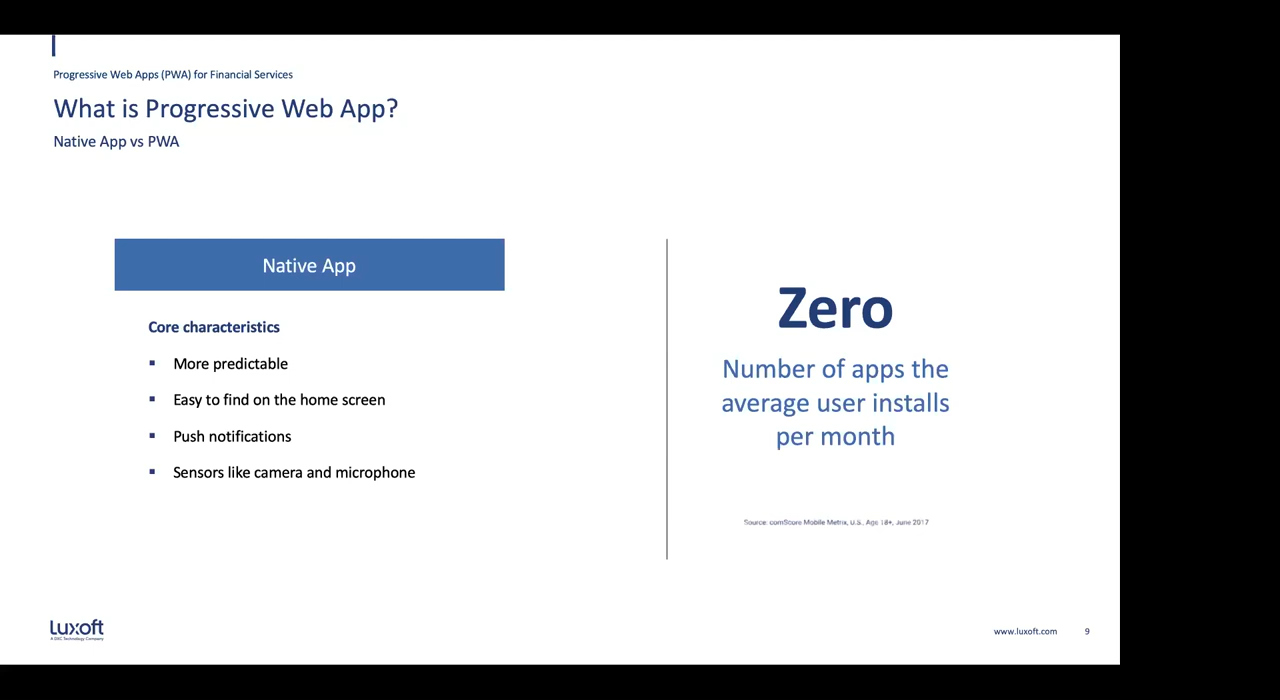 Progressive Web Apps (PWA) for Financial Services
What is Progressive Web App?
Native App vs PWA
Native App
Core characteristics
▪ More predictable
▪ Easy to find on the home screen
▪ Push notifications
▪ Sensors like camera and microphone
Zero
Number of apps the
average user installs
per month
Source: comScore Mobile Metrix, U.S., Age 18+, June 2017
Luxoft
A DXC Technology Company
www.luxoft.com
9